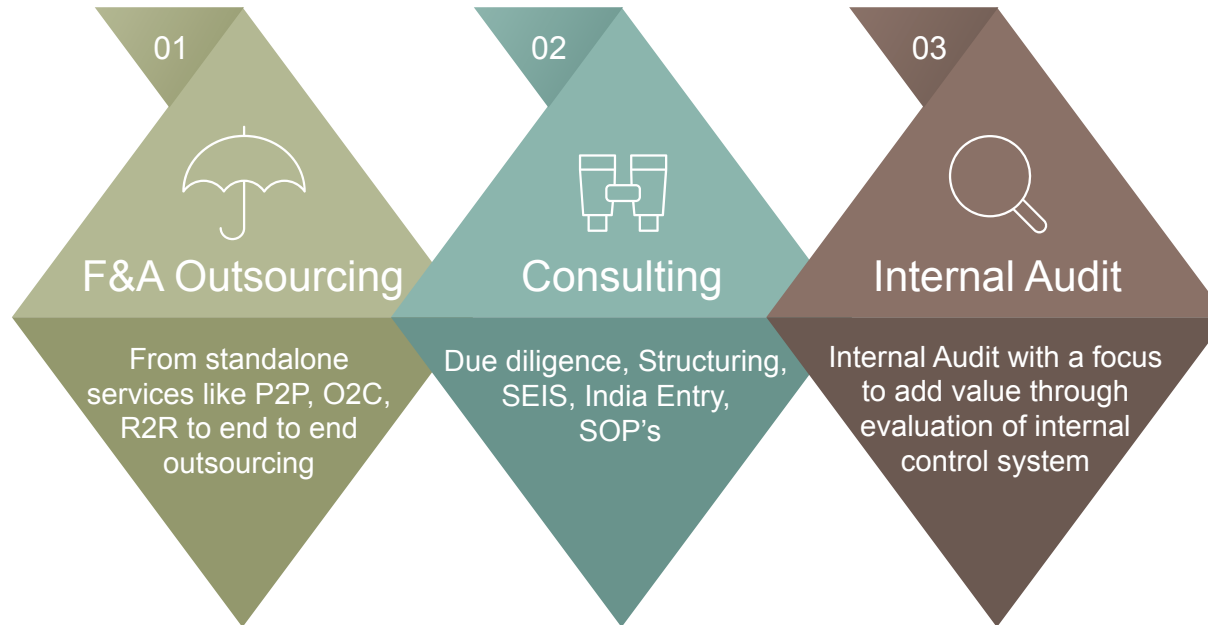 01
F&A Outsourcing
From standalone
services like P2P, O2C,
R2R to end to end
outsourcing
02
Consulting
Due diligence, Structuring,
SEIS, India Entry,
SOP’s
03
Internal Audit
Internal Audit with a focus
to add value through
evaluation of internal
control system